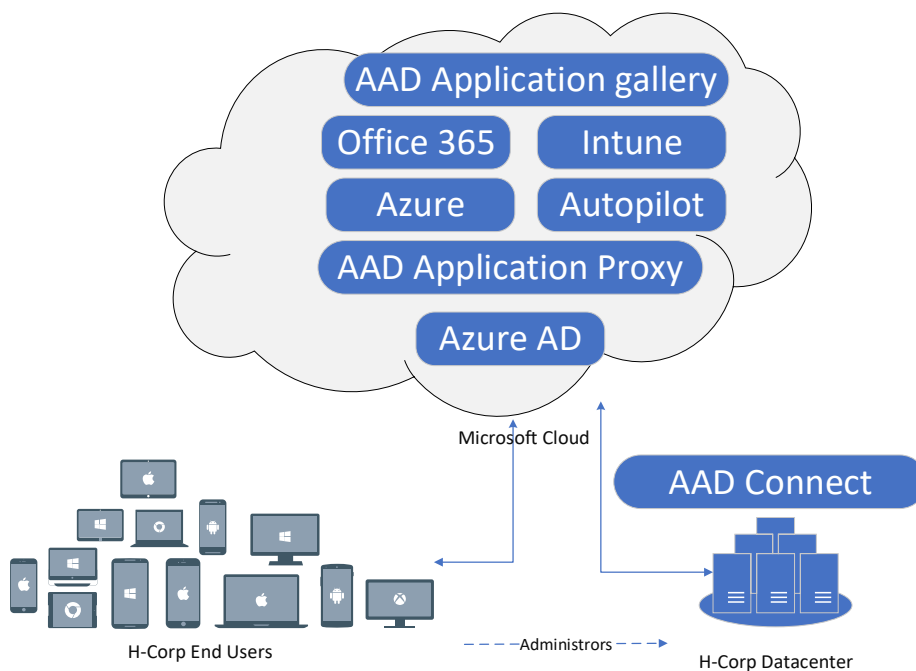 AAD Application gallery
Office 365
Intune
Azure
Autopilot
AAD Application Proxy
Azure AD
Microsoft Cloud
AAD Connect
H-Corp End Users
Administrors
H-Corp Datacenter